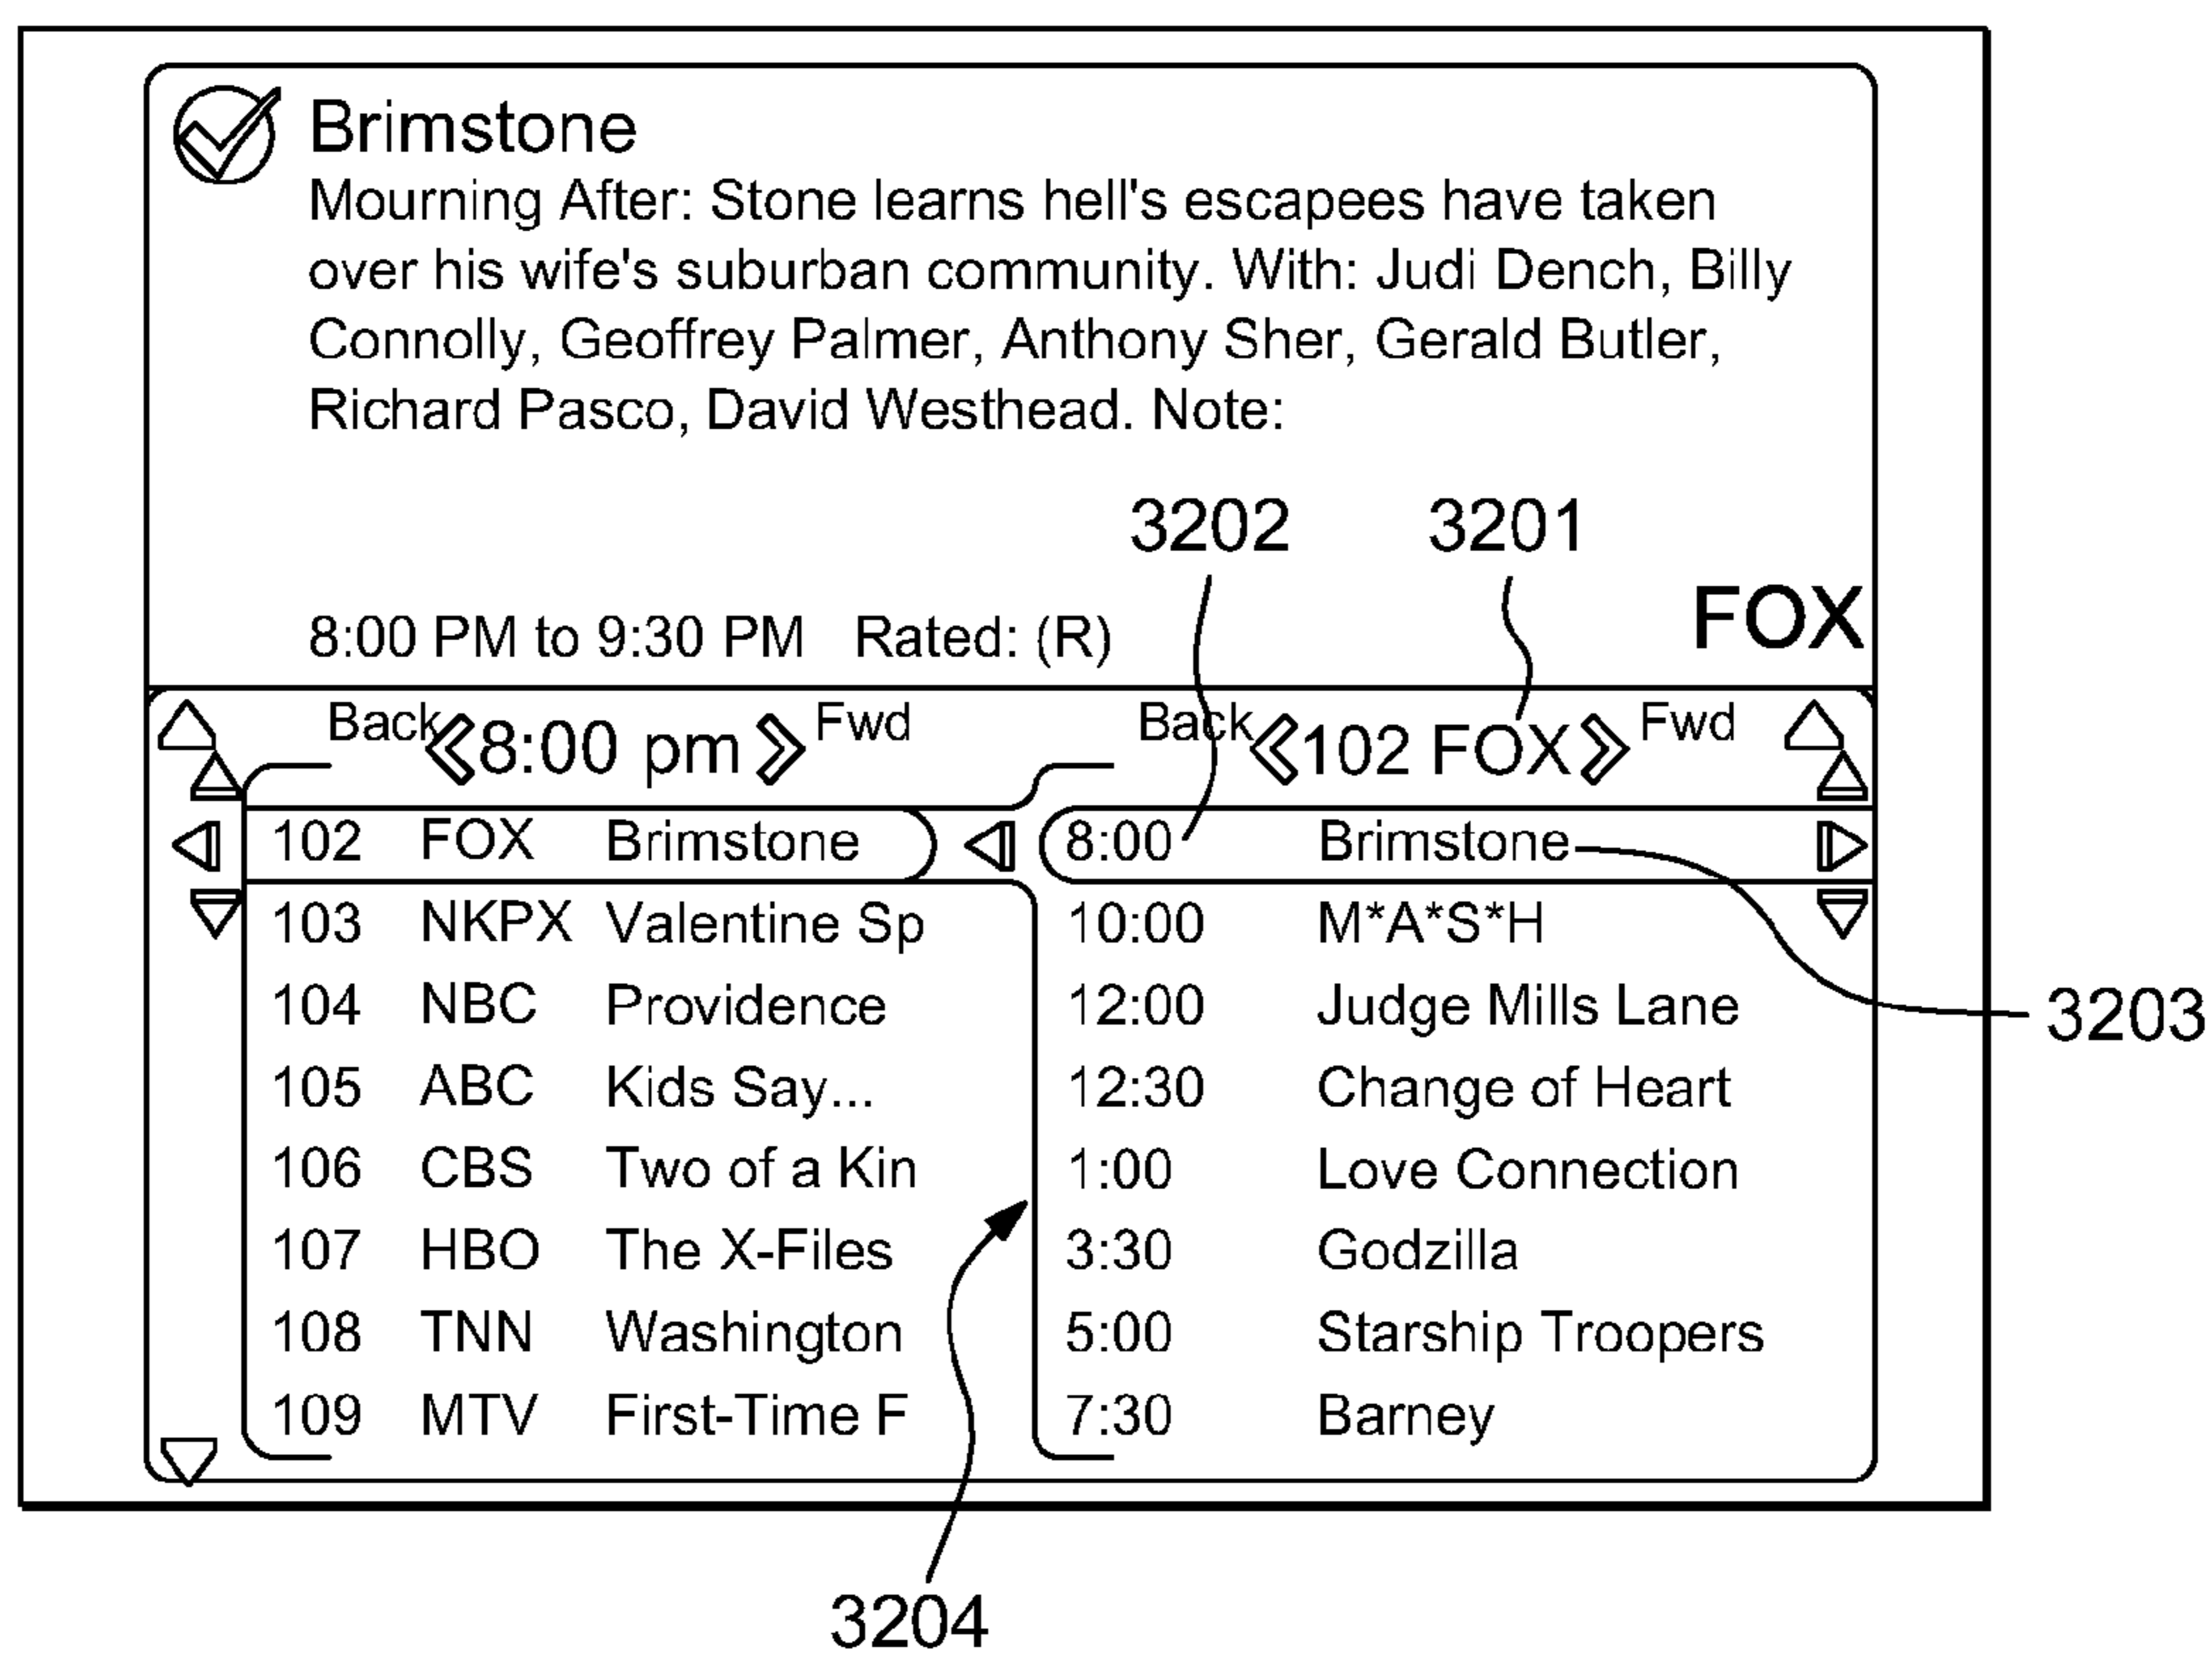 Brimstone
Mourning After: Stone learns hell's escapees have taken
over his wife's suburban community. With: Judi Dench, Billy
Connolly, Geoffrey Palmer, Anthony Sher, Gerald Butler,
Richard Pasco, David Westhead. Note:
3202 3201
FOX
8:00 PM to 9:30 PM Rated: (R)
Back 8:00 pm Fwd Back 102 FOX Fwd
102 FOX Brimstone 8:00 Brimstone
103 NKPX Valentine Sp 10:00 M*A*S*H
104 NBC Providence 12:00 Judge Mills Lane
3203
105 ABC Kids Say... 12:30 Change of Heart
106 CBS Two of a Kin 1:00 Love Connection
107 HBO The X-Files 3:30 Godzilla
108 TNN Washington 5:00 Starship Troopers
109 MTV First-Time F 7:30 Barney
3204